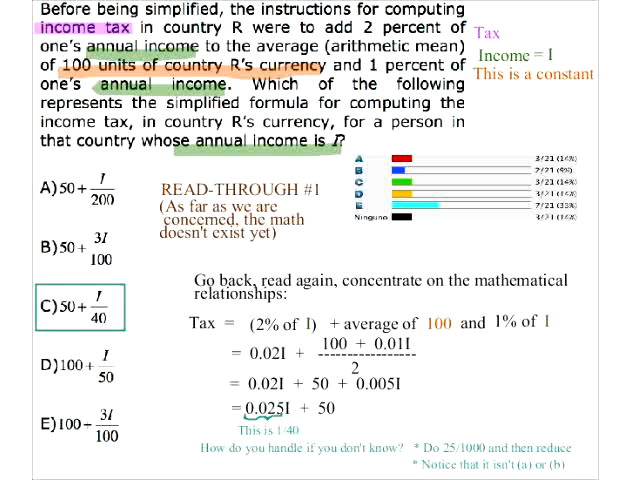 Before being simplified, the instructions for computing
income tax in country R were to add 2 percent of
one's annual income to the average (arithmetic mean)
of 100 units of country R's currency and 1 percent of
one's annual income. Which of the following
represents the simplified formula for computing the
income tax, in country R's currency, for a person in
that country whose annual income is I?
Tax
Income = I
This is a constant
A 3/21 (14%)
B 2/21 (9%)
C 3/21 (14%)
D 3/21 (14%)
E 7/21 (33%)
Ninguno 3/21 (14%)
A) 50 + I/200
B) 50 + 3I/100
C) 50 + I/40
D) 100 + I/50
E) 100 + 3I/100
READ-THROUGH #1
(As far as we are
concerned, the math
doesn't exist yet)
Go back, read again, concentrate on the mathematical
relationships:
Tax = (2% of I) + average of 100 and 1% of I
= 0.02I + 100 + 0.01I
-----------------
2
= 0.02I + 50 + 0.005I
= 0.025I + 50
This is 1/40
How do you handle if you don't know? * Do 25/1000 and then reduce
* Notice that it isn't (a) or (b)